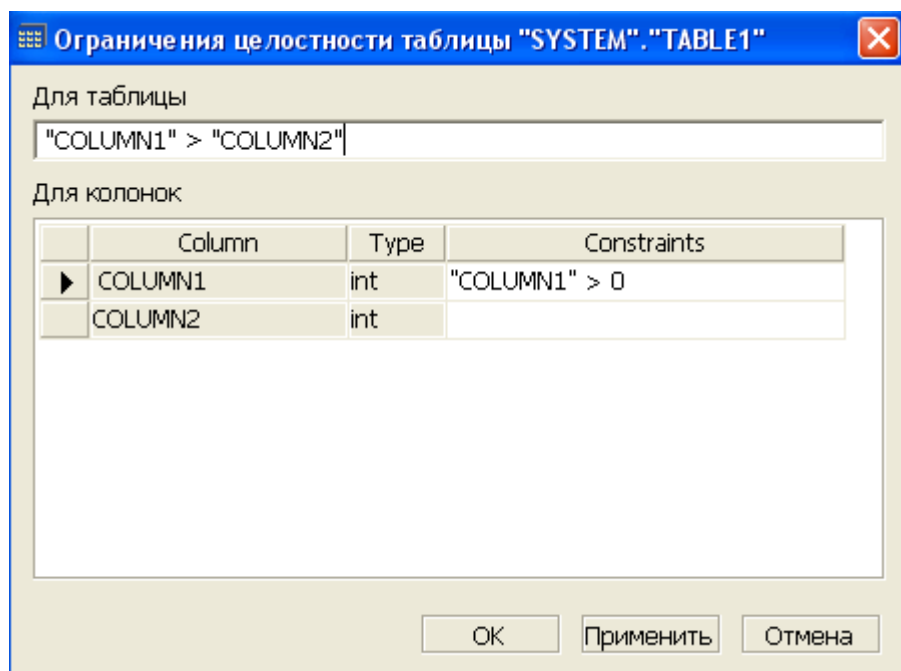 Ограничения целостности таблицы "SYSTEM"."TABLE1"
Для таблицы
"COLUMN1" > "COLUMN2"
Для колонок
Column Type Constraints
COLUMN1 int "COLUMN1" > 0
COLUMN2 int
OK Применить Отмена